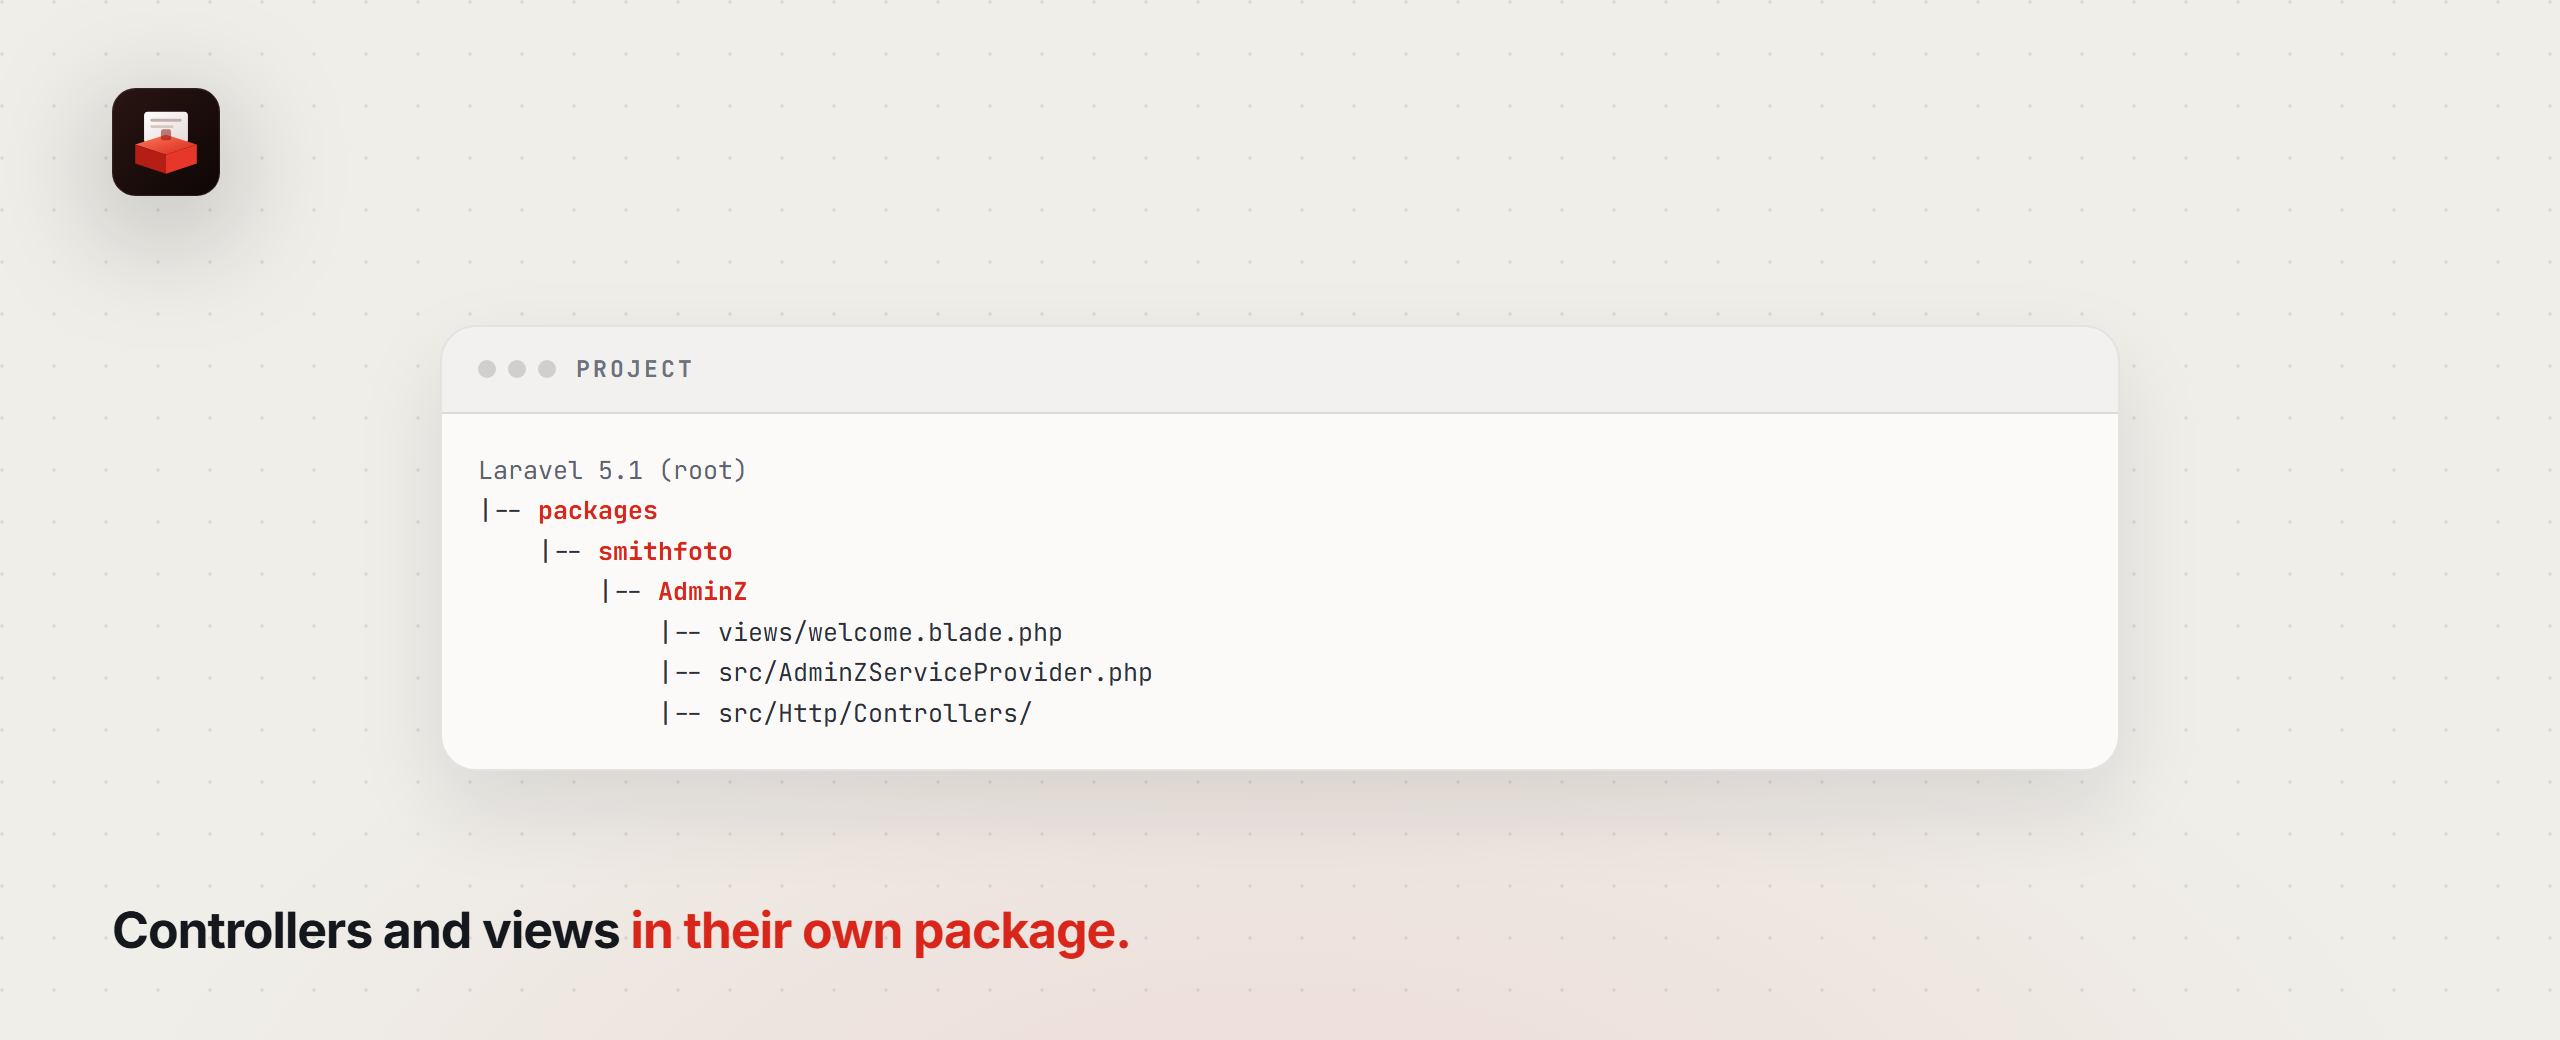 PROJECT
Laravel 5.1 (root)
|-- packages
    |-- smithfoto
        |-- AdminZ
            |-- views/welcome.blade.php
            |-- src/AdminZServiceProvider.php
            |-- src/Http/Controllers/
Controllers and views in their own package.